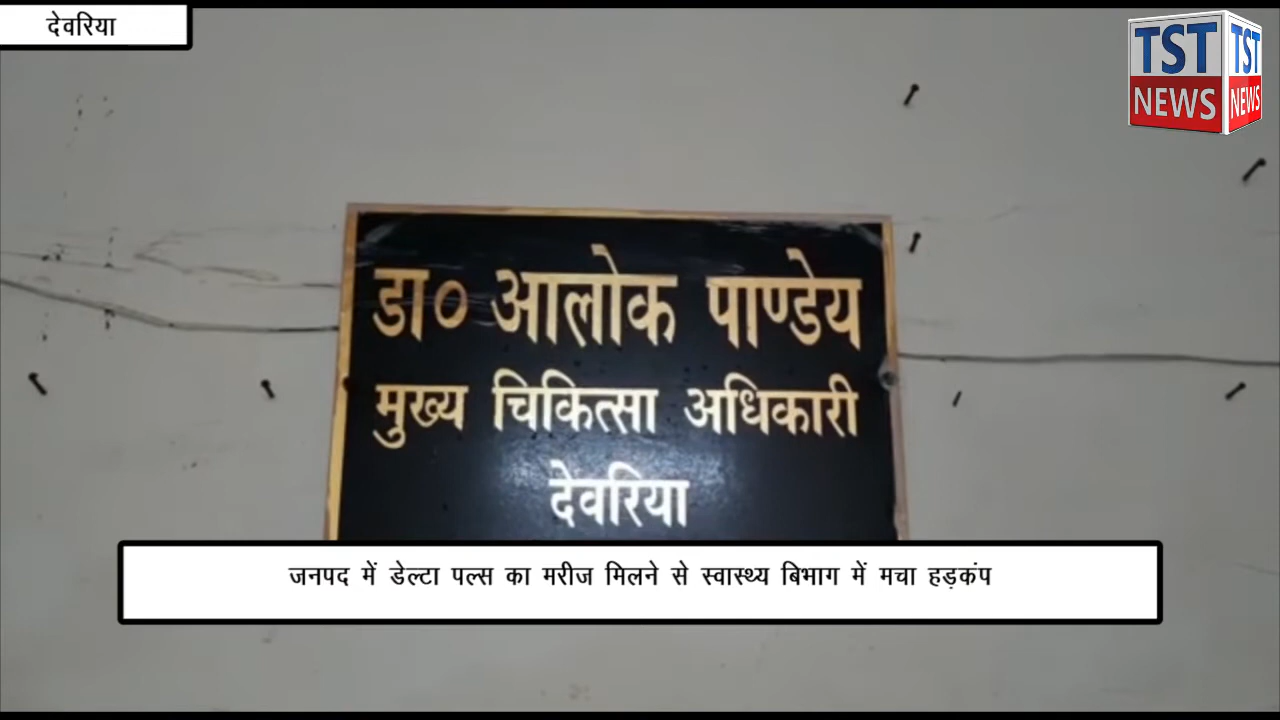 देवरिया
TST
NEWS
TST
NEWS
डा० आलोक पाण्डेय
मुख्य चिकित्सा अधिकारी
देवरिया
जनपद में डेल्टा पल्स का मरीज मिलने से स्वास्थ्य बिभाग में मचा हड़कंप